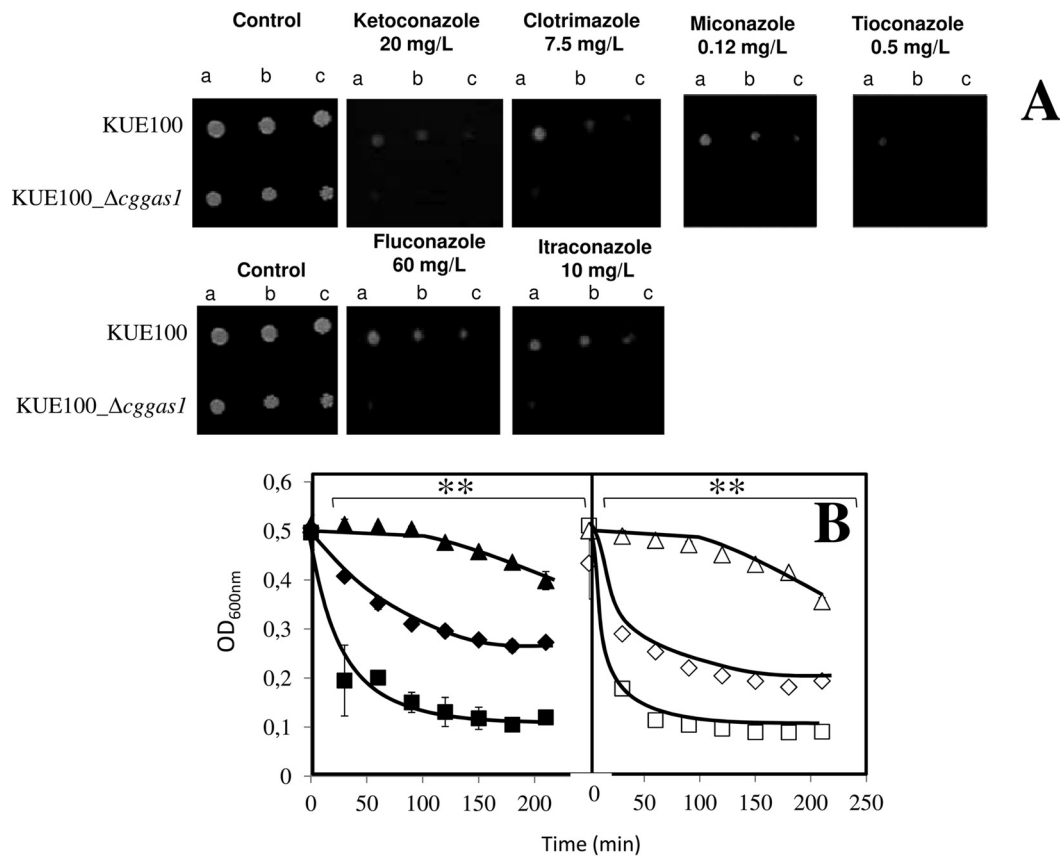 Control Ketoconazole Clotrimazole Miconazole Tioconazole
20 mg/L 7.5 mg/L 0.12 mg/L 0.5 mg/L
A
a b c a b c a b c a b c a b c
KUE100
KUE100_Δcggas1
Fluconazole Itraconazole
Control 60 mg/L 10 mg/L
a b c a b c a b c
KUE100
KUE100_Δcggas1
** **
B
0,6
0,5
0,4
0,3
0,2
0,1
0
OD600nm
0 50 100 150 200 0 50 100 150 200 250
Time (min)